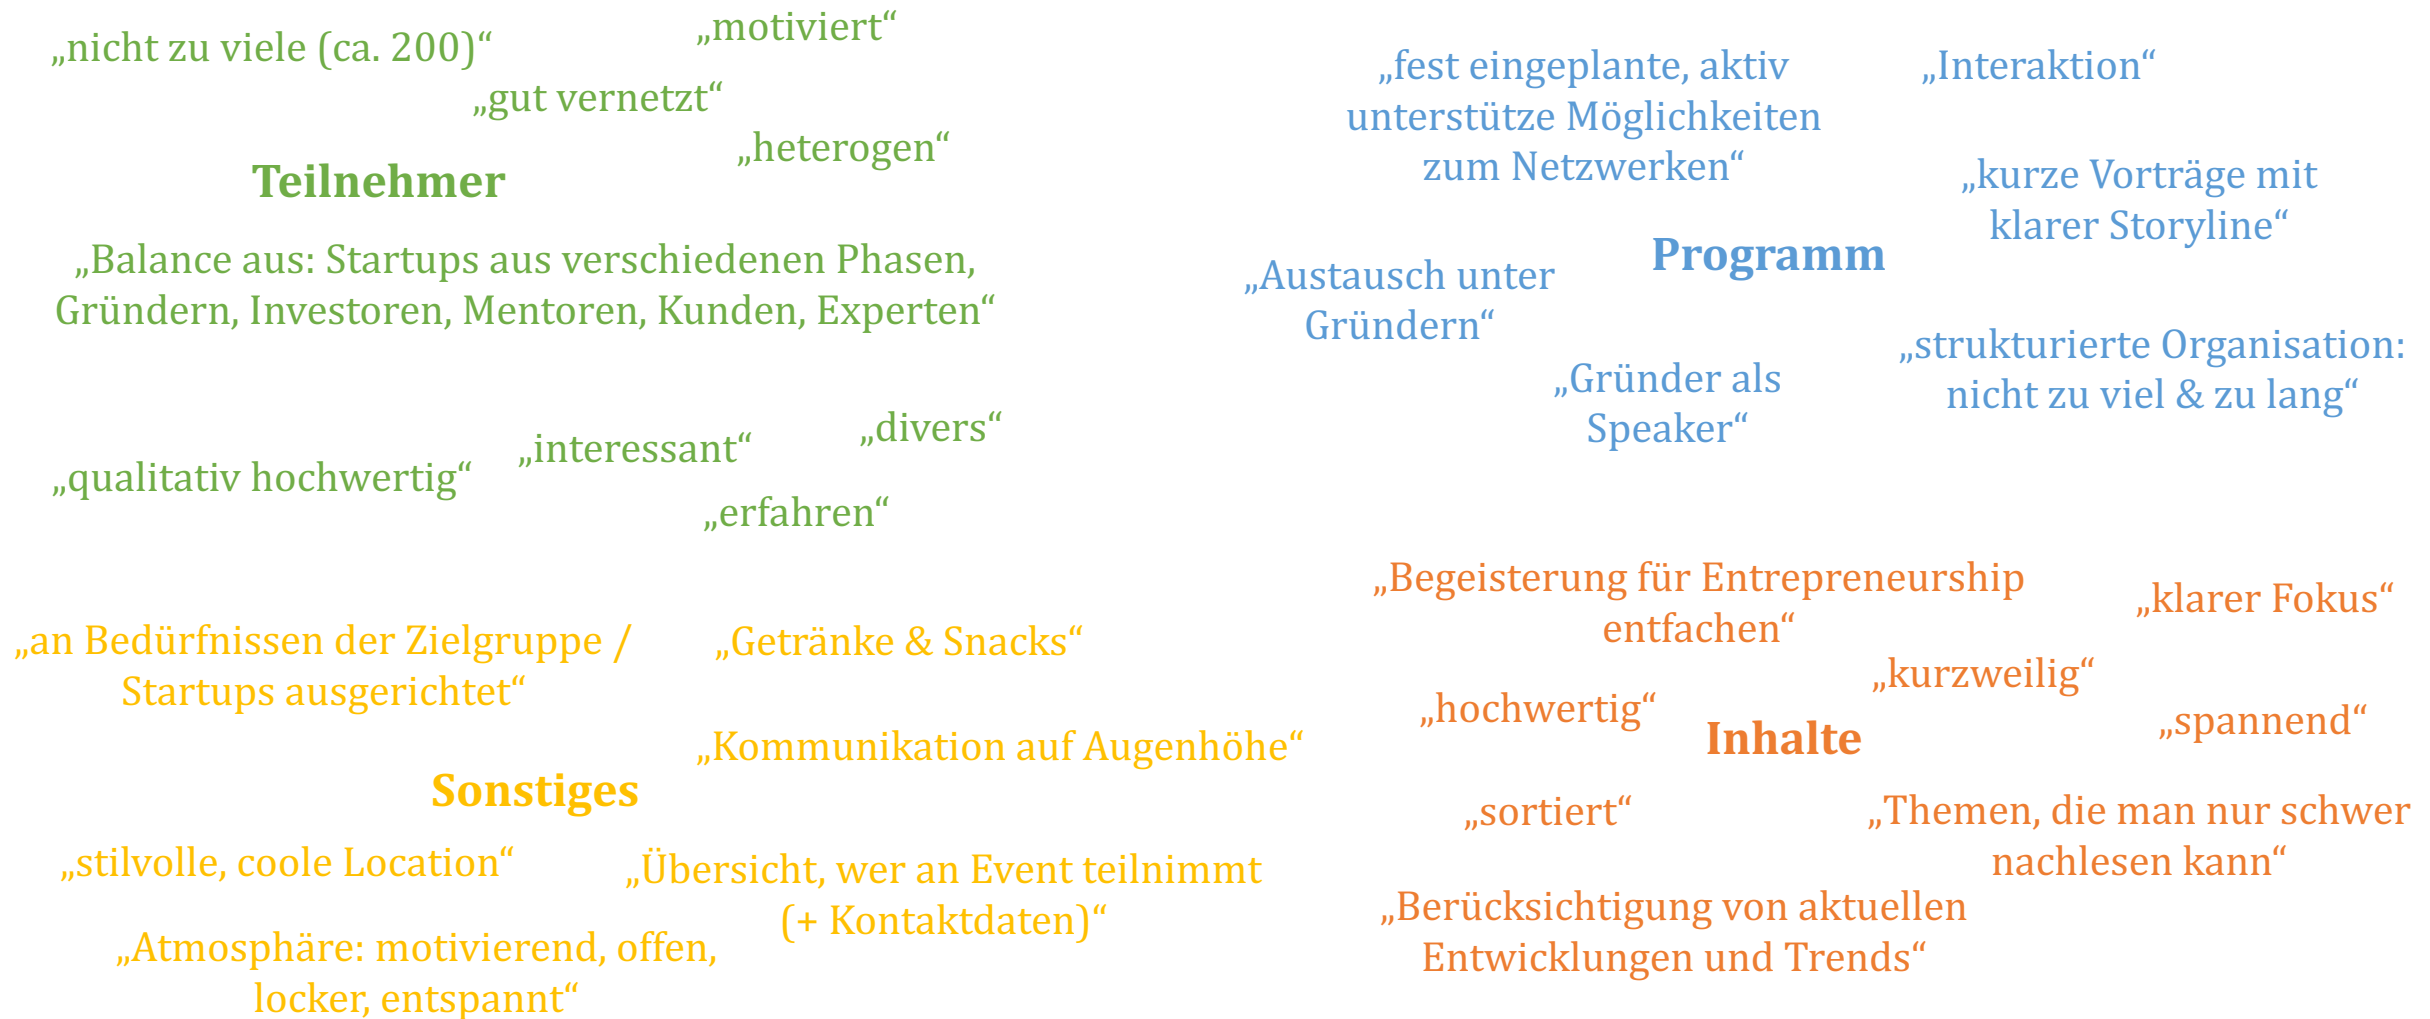 „nicht zu viele (ca. 200)“
„motiviert“
„gut vernetzt“
„heterogen“
Teilnehmer
„Balance aus: Startups aus verschiedenen Phasen,
Gründern, Investoren, Mentoren, Kunden, Experten“
„qualitativ hochwertig“
„interessant“
„divers“
„erfahren“
„fest eingeplante, aktiv
unterstütze Möglichkeiten
zum Netzwerken“
„Interaktion“
„kurze Vorträge mit
klarer Storyline“
Programm
„Austausch unter
Gründern“
„Gründer als
Speaker“
„strukturierte Organisation:
nicht zu viel & zu lang“
„an Bedürfnissen der Zielgruppe /
Startups ausgerichtet“
„Getränke & Snacks“
„Kommunikation auf Augenhöhe“
Sonstiges
„stilvolle, coole Location“
„Übersicht, wer an Event teilnimmt
(+ Kontaktdaten)“
„Atmosphäre: motivierend, offen,
locker, entspannt“
„Begeisterung für Entrepreneurship
entfachen“
„klarer Fokus“
„kurzweilig“
„hochwertig“
„spannend“
Inhalte
„sortiert“
„Themen, die man nur schwer
nachlesen kann“
„Berücksichtigung von aktuellen
Entwicklungen und Trends“